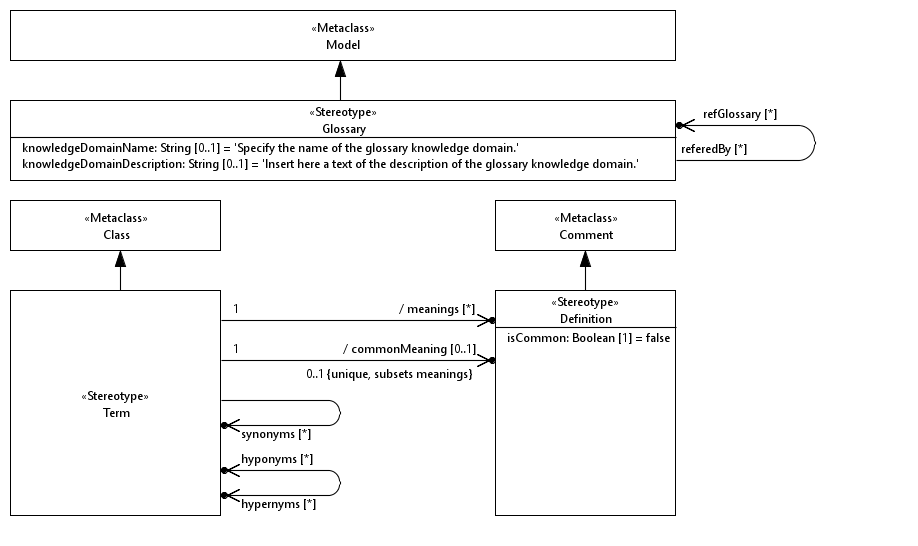 «Metaclass»
Model
«Stereotype»
Glossary
knowledgeDomainName: String [0..1] = 'Specify the name of the glossary knowledge domain.'
knowledgeDomainDescription: String [0..1] = 'Insert here a text of the description of the glossary knowledge domain.'
refGlossary [*]
referedBy [*]
«Metaclass»
Class
«Metaclass»
Comment
«Stereotype»
Term
1
/ meanings [*]
1
/ commonMeaning [0..1]
0..1 {unique, subsets meanings}
synonyms [*]
hyponyms [*]
hypernyms [*]
«Stereotype»
Definition
isCommon: Boolean [1] = false